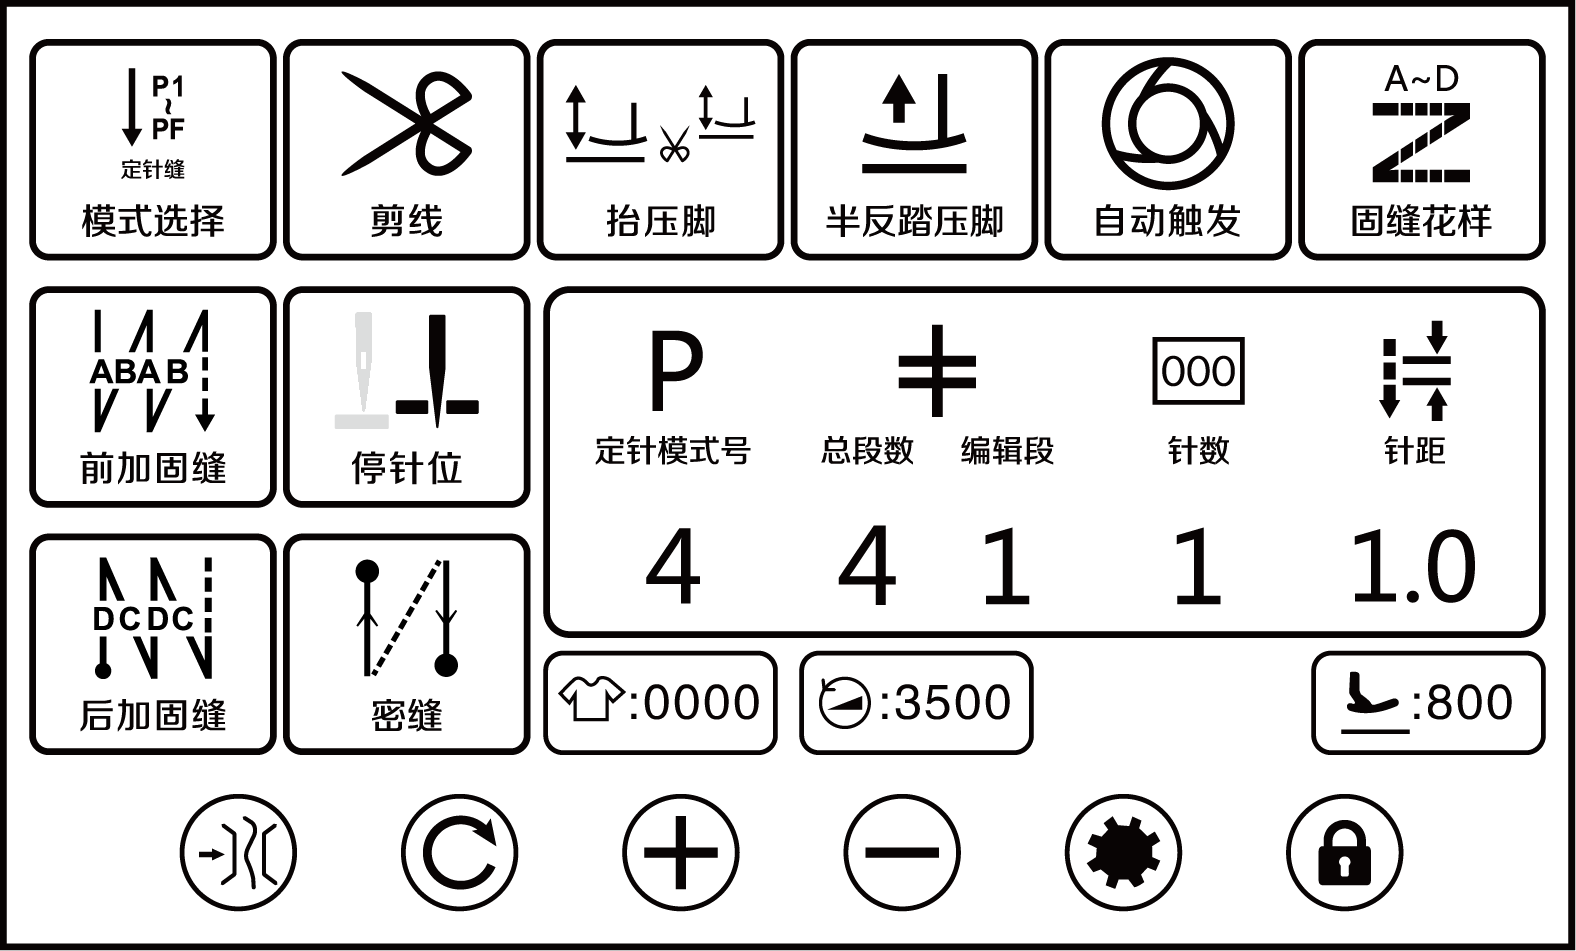 P1
~
PF
定针缝
模式选择
剪线
抬压脚
半反踏压脚
自动触发
A~D
固缝花样
ABAB
前加固缝
停针位
P
000
定针模式号 总段数 编辑段 针数 针距
4 4 1 1 1.0
DCDC
后加固缝
密缝
:0000
:3500
:800